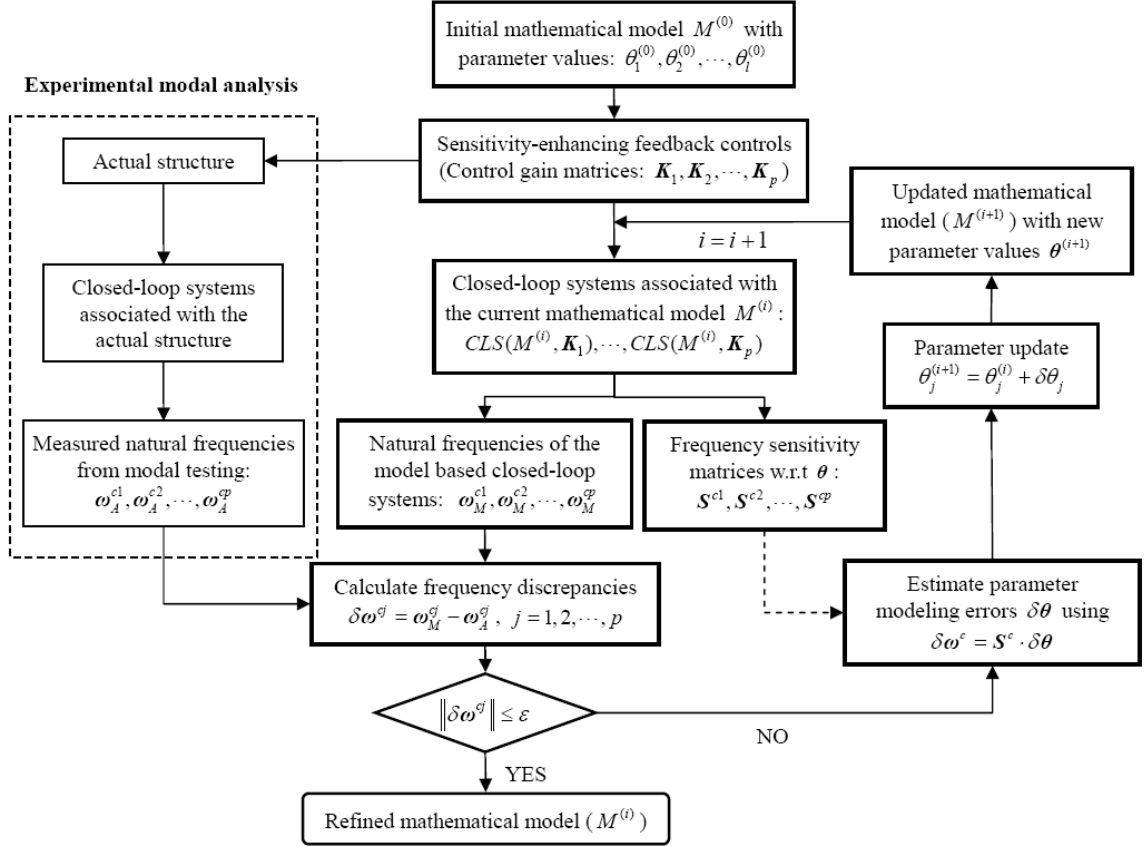 Initial mathematical model M^{(0)} with
parameter values: θ_1^{(0)}, θ_2^{(0)}, ⋯, θ_l^{(0)}
Experimental modal analysis
Actual structure
Sensitivity-enhancing feedback controls
(Control gain matrices: K_1, K_2, ⋯, K_p)
Updated mathematical
model (M^{(i+1)}) with new
parameter values θ^{(i+1)}
i = i + 1
Closed-loop systems
associated with the
actual structure
Closed-loop systems associated with
the current mathematical model M^{(i)}:
CLS(M^{(i)}, K_1), ⋯, CLS(M^{(i)}, K_p)
Parameter update
θ_j^{(i+1)} = θ_j^{(i)} + δθ_j
Measured natural frequencies
from modal testing:
ω_A^{c1}, ω_A^{c2}, ⋯, ω_A^{cp}
Natural frequencies of the
model based closed-loop
systems: ω_M^{c1}, ω_M^{c2}, ⋯, ω_M^{cp}
Frequency sensitivity
matrices w.r.t θ:
S^{c1}, S^{c2}, ⋯, S^{cp}
Calculate frequency discrepancies
δω^{cj} = ω_M^{cj} − ω_A^{cj}, j = 1, 2, ⋯, p
Estimate parameter
modeling errors δθ using
δω^c = S^c · δθ
‖δω^{cj}‖ ≤ ε
NO
YES
Refined mathematical model (M^{(i)})